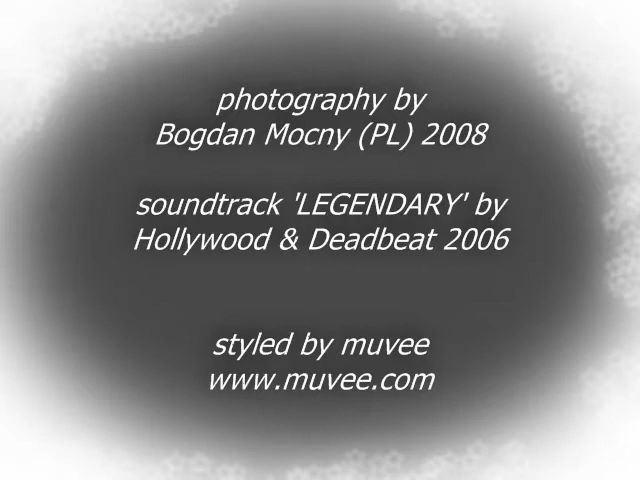 photography by
Bogdan Mocny (PL) 2008
soundtrack 'LEGENDARY' by
Hollywood & Deadbeat 2006
styled by muvee
www.muvee.com